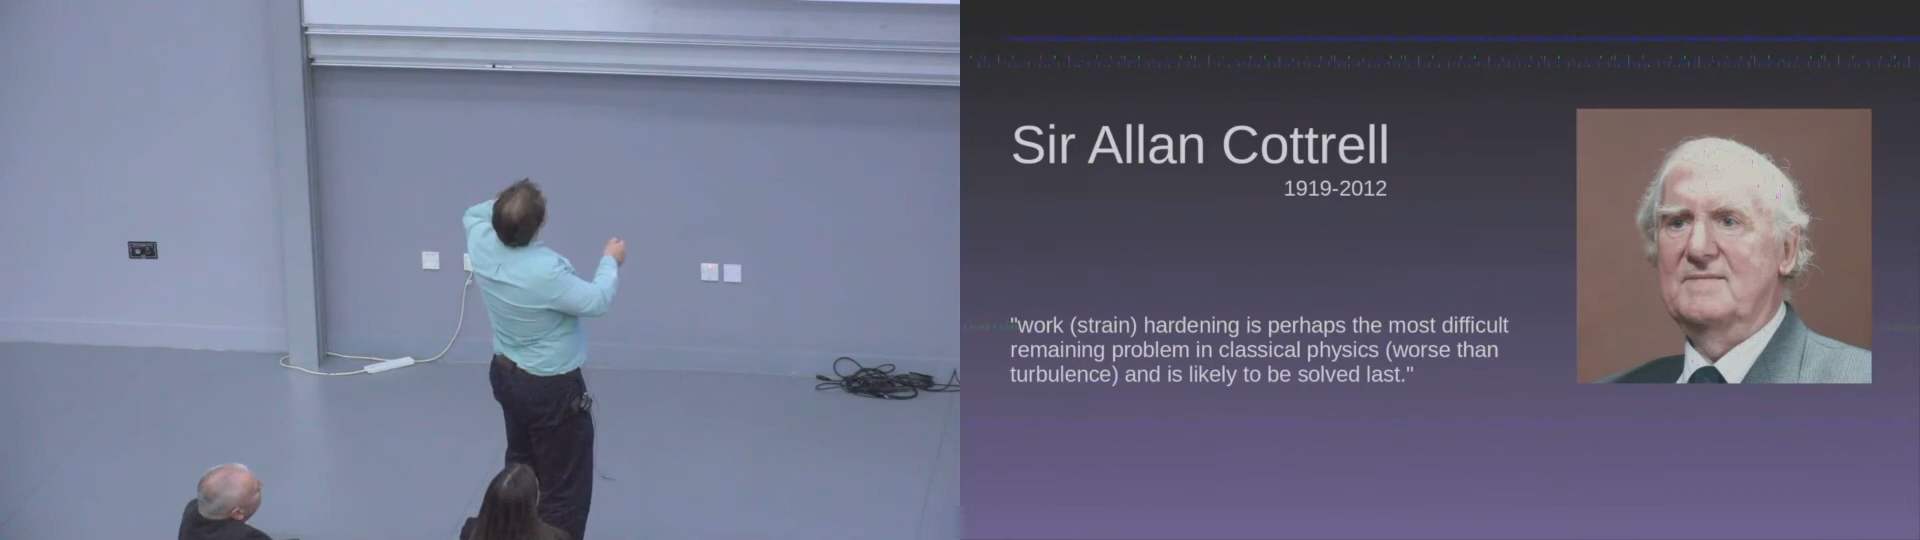 Sir Allan Cottrell
1919-2012
"work (strain) hardening is perhaps the most difficult
remaining problem in classical physics (worse than
turbulence) and is likely to be solved last."